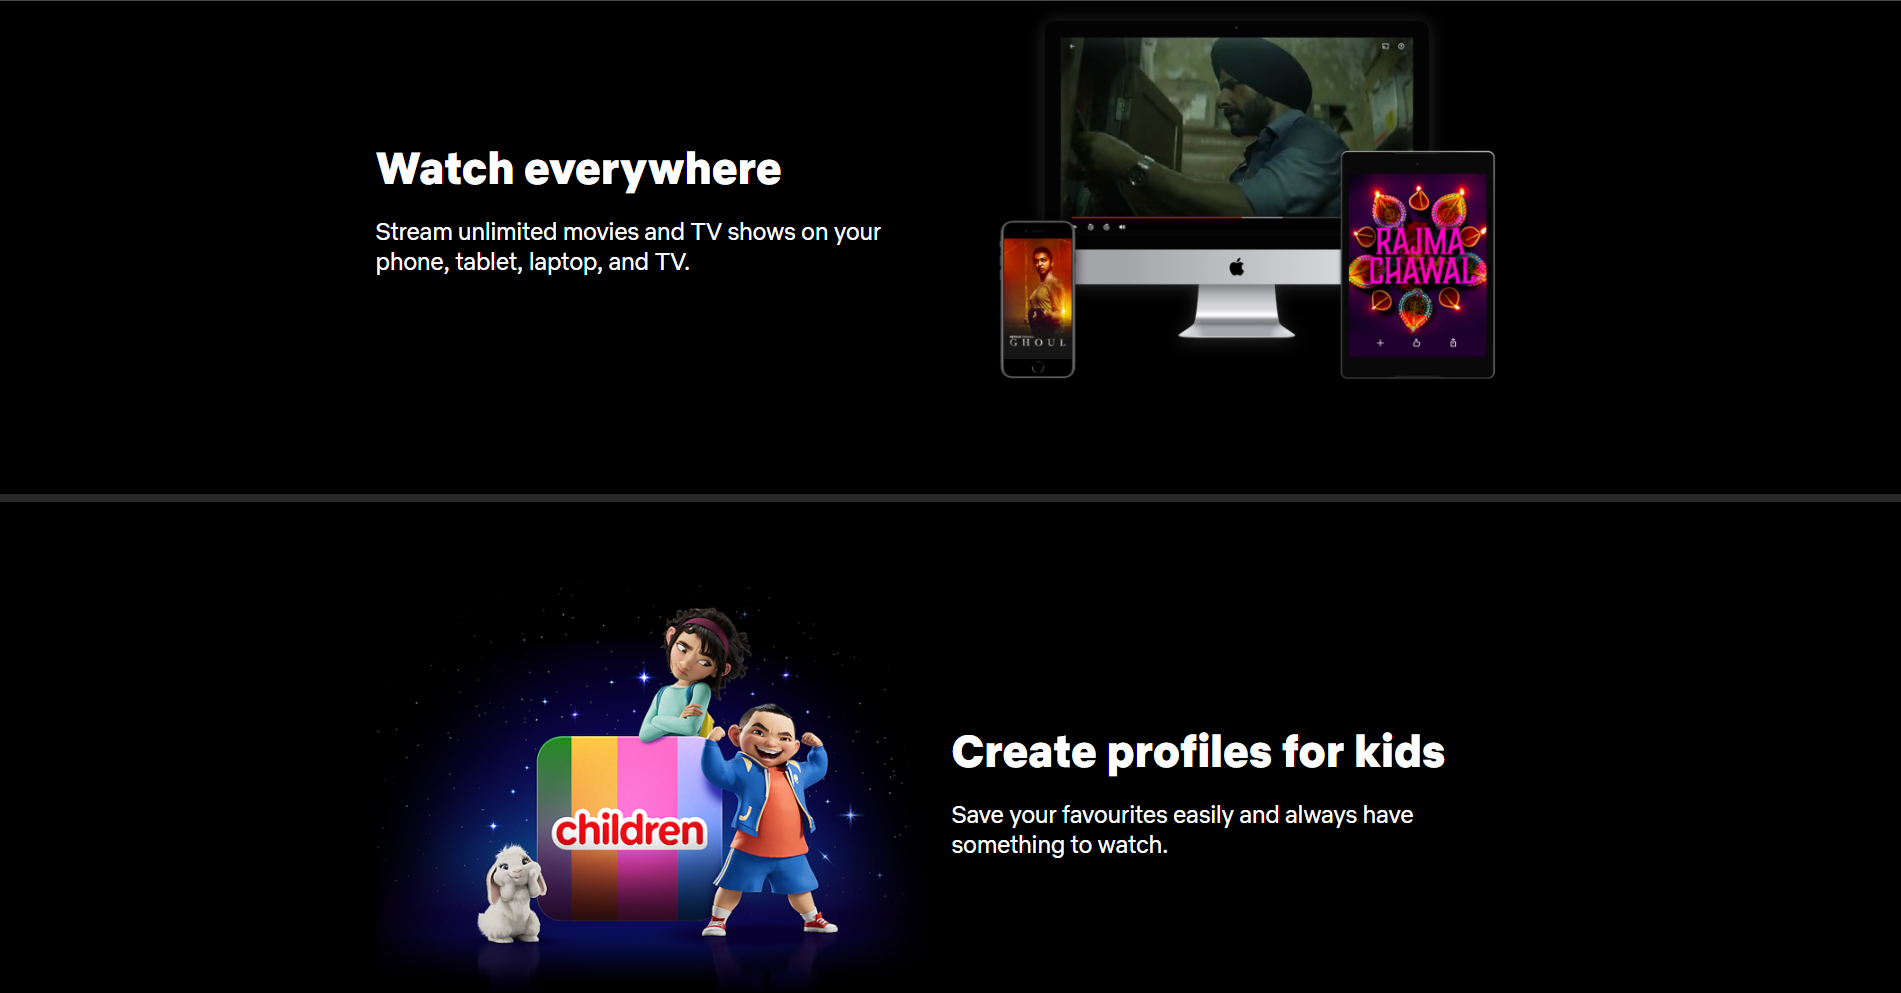 Watch everywhere
Stream unlimited movies and TV shows on your
phone, tablet, laptop, and TV.
GHOUL
RAJMA
CHAWAL
children
Create profiles for kids
Save your favourites easily and always have
something to watch.